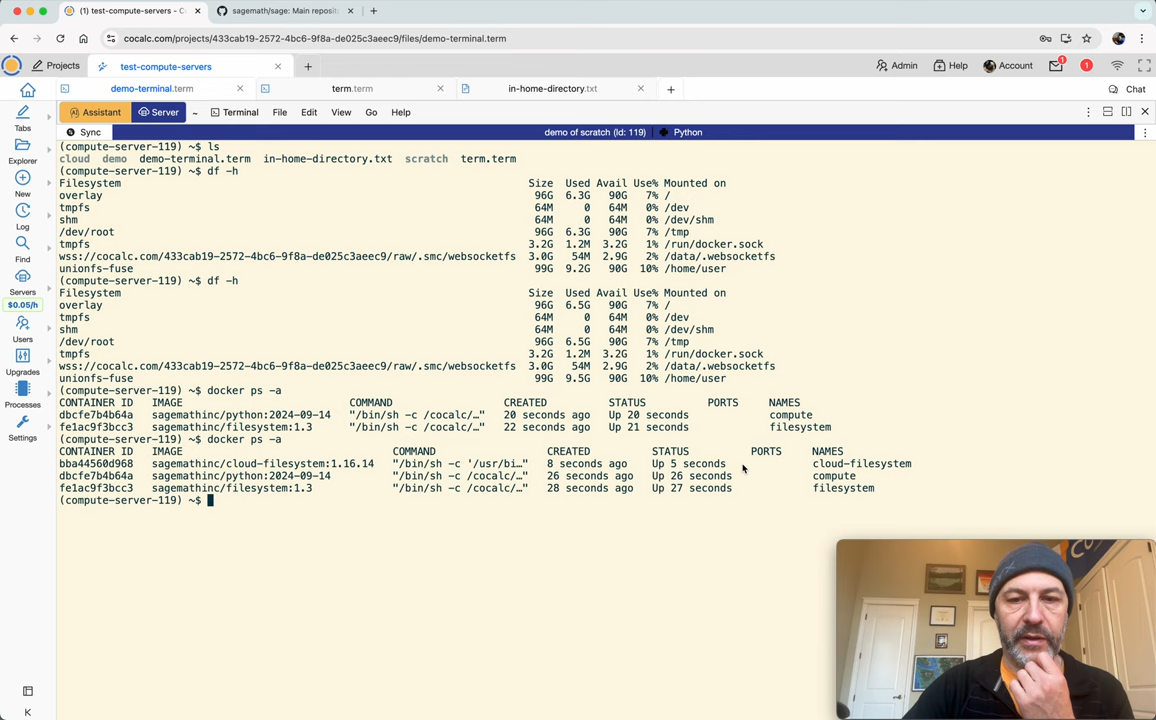 (1) test-compute-servers - C
sagemath/sage: Main reposit
cocalc.com/projects/433cab19-2572-4bc6-9f8a-de025c3aeec9/files/demo-terminal.term
Projects
test-compute-servers
Admin
Help
Account
1
1
demo-terminal.term
term.term
in-home-directory.txt
Chat
Tabs
Explorer
New
Log
Find
Servers
$0.05/h
Users
Upgrades
Processes
Settings
Assistant
Server
~
Terminal
File
Edit
View
Go
Help
Sync
demo of scratch (Id: 119)
Python
(compute-server-119) ~$ ls
cloud demo demo-terminal.term in-home-directory.txt scratch term.term
(compute-server-119) ~$ df -h
Filesystem Size Used Avail Use% Mounted on
overlay 96G 6.3G 90G 7% /
tmpfs 64M 0 64M 0% /dev
shm 64M 0 64M 0% /dev/shm
/dev/root 96G 6.3G 90G 7% /tmp
tmpfs 3.2G 1.2M 3.2G 1% /run/docker.sock
wss://cocalc.com/433cab19-2572-4bc6-9f8a-de025c3aeec9/raw/.smc/websocketfs 3.0G 54M 2.9G 2% /data/.websocketfs
unionfs-fuse 99G 9.2G 90G 10% /home/user
(compute-server-119) ~$ df -h
Filesystem Size Used Avail Use% Mounted on
overlay 96G 6.5G 90G 7% /
tmpfs 64M 0 64M 0% /dev
shm 64M 0 64M 0% /dev/shm
/dev/root 96G 6.5G 90G 7% /tmp
tmpfs 3.2G 1.2M 3.2G 1% /run/docker.sock
wss://cocalc.com/433cab19-2572-4bc6-9f8a-de025c3aeec9/raw/.smc/websocketfs 3.0G 54M 2.9G 2% /data/.websocketfs
unionfs-fuse 99G 9.5G 90G 10% /home/user
(compute-server-119) ~$ docker ps -a
CONTAINER ID IMAGE COMMAND CREATED STATUS PORTS NAMES
dbcfe7b4b64a sagemathinc/python:2024-09-14 "/bin/sh -c /cocalc/…" 20 seconds ago Up 20 seconds compute
fe1ac9f3bcc3 sagemathinc/filesystem:1.3 "/bin/sh -c /cocalc/…" 22 seconds ago Up 21 seconds filesystem
(compute-server-119) ~$ docker ps -a
CONTAINER ID IMAGE COMMAND CREATED STATUS PORTS NAMES
bba44560d968 sagemathinc/cloud-filesystem:1.16.14 "/bin/sh -c '/usr/bi…" 8 seconds ago Up 5 seconds cloud-filesystem
dbcfe7b4b64a sagemathinc/python:2024-09-14 "/bin/sh -c /cocalc/…" 26 seconds ago Up 26 seconds compute
fe1ac9f3bcc3 sagemathinc/filesystem:1.3 "/bin/sh -c /cocalc/…" 28 seconds ago Up 27 seconds filesystem
(compute-server-119) ~$